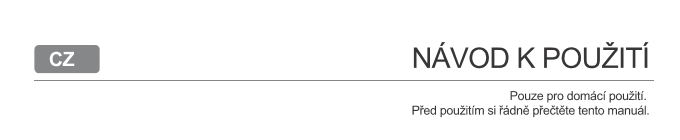 CZ
NÁVOD K POUŽITÍ
Pouze pro domácí použití.
Před použitím si řádně přečtěte tento manuál.